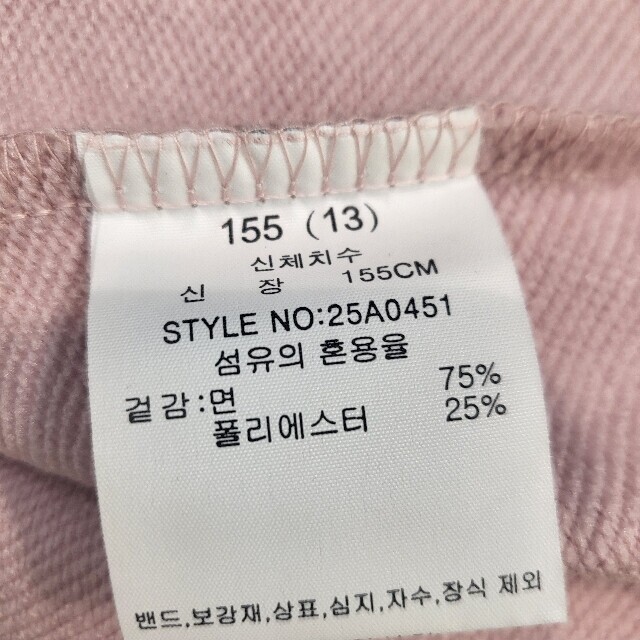 155 (13)
신체치수
신 장 155CM
STYLE NO:25A0451
섬유의 혼용율
겉감:면 75%
폴리에스터 25%
밴드,보강재,상표,심지,자수,장식 제외